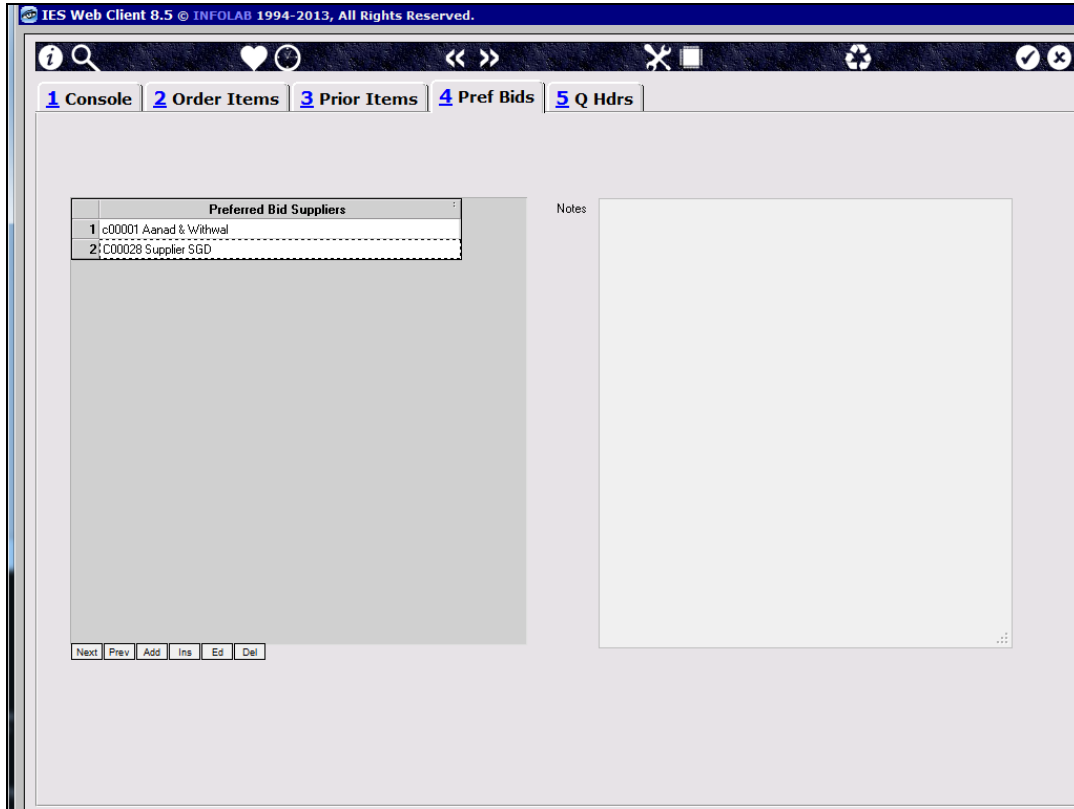 IES Web Client 8.5 © INFOLAB 1994-2013, All Rights Reserved.
1 Console 2 Order Items 3 Prior Items 4 Pref Bids 5 Q Hdrs
Preferred Bid Suppliers
Notes
1 c00001 Aanad & Withwal
2 C00028 Supplier SGD
Next Prev Add Ins Ed Del